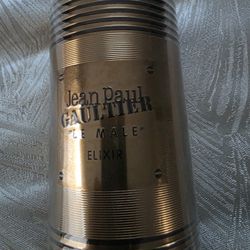 Jean Paul
GAULTIER
"LE MALE"
ELIXIR